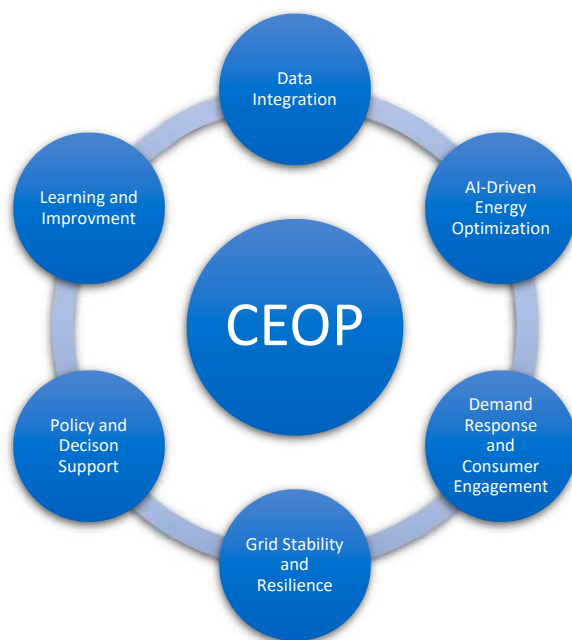 Data
Integration
AI-Driven
Energy
Optimization
Demand
Response
and
Consumer
Engagement
Grid Stability
and
Resilience
Policy and
Decison
Support
Learning and
Improvment
CEOP